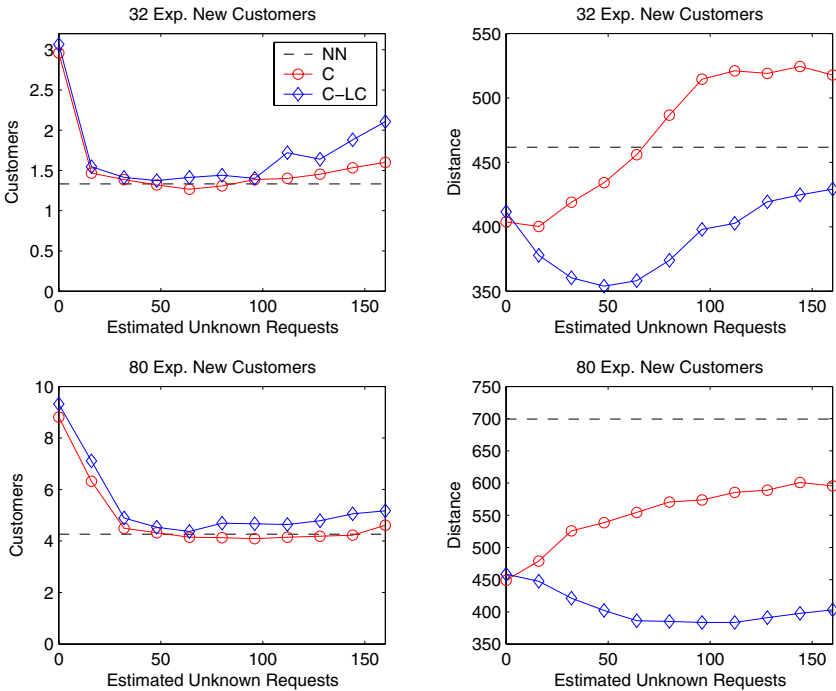 32 Exp. New Customers
3
2.5
2
1.5
1
0.5
0
Customers
0 50 100 150
Estimated Unknown Requests
NN
C
C-LC
32 Exp. New Customers
550
500
450
400
350
Distance
0 50 100 150
Estimated Unknown Requests
80 Exp. New Customers
10
8
6
4
2
0
Customers
0 50 100 150
Estimated Unknown Requests
80 Exp. New Customers
750
700
650
600
550
500
450
400
350
Distance
0 50 100 150
Estimated Unknown Requests